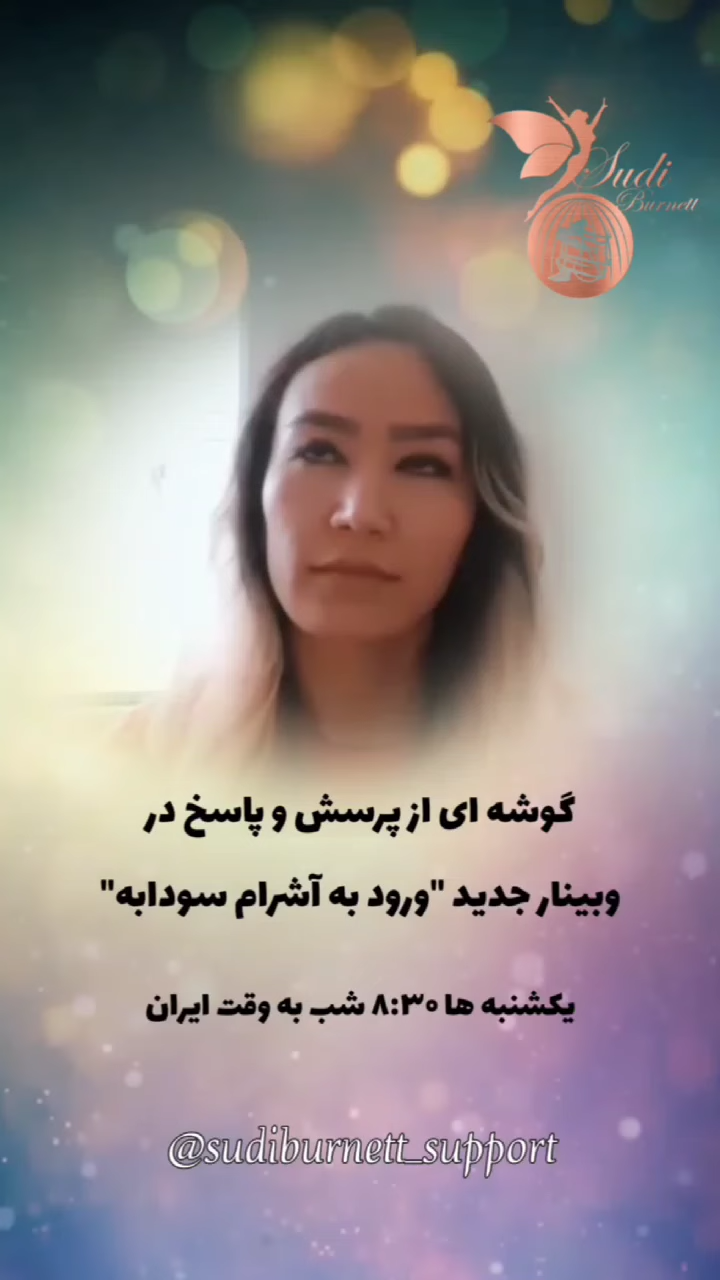 Sudi
Burnett
گوشه ای از پرسش و پاسخ در
وبینار جدید "ورود به آشرام سودابه"
یکشنبه ها ۸:۳۰ شب به وقت ایران
@sudiburnett_support